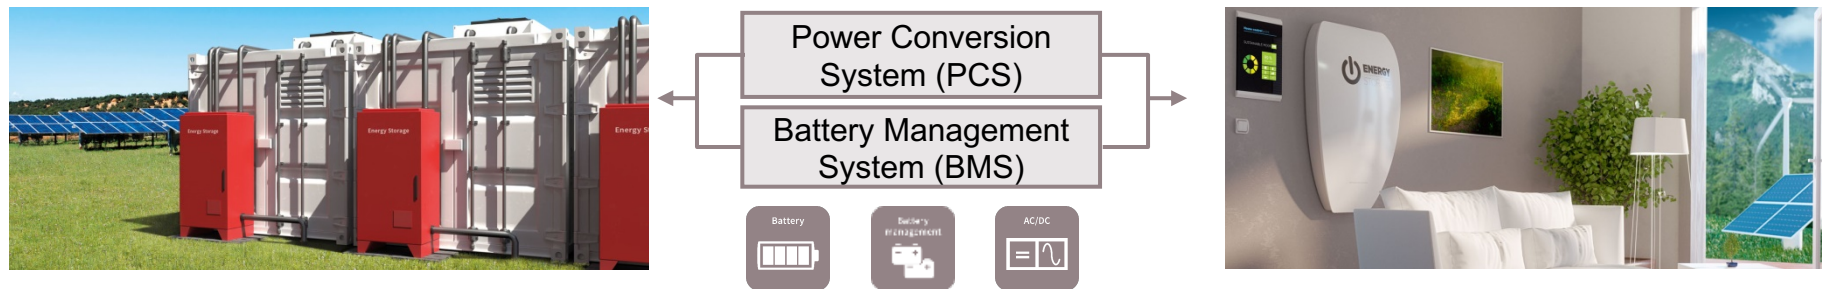 Energy Storage
Energy Storage
Energy
Power Conversion
System (PCS)
Battery Management
System (BMS)
Battery
Battery
management
AC/DC
ENERGY